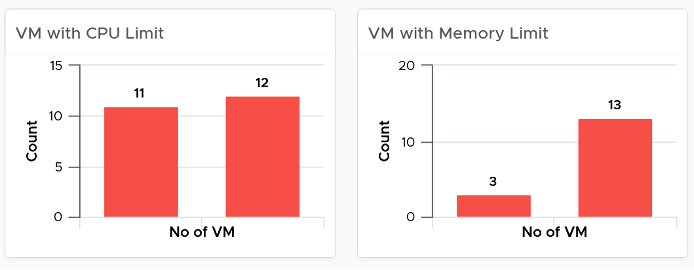 VM with CPU Limit
15
10
5
0
Count
11
12
No of VM
VM with Memory Limit
20
10
0
Count
3
13
No of VM